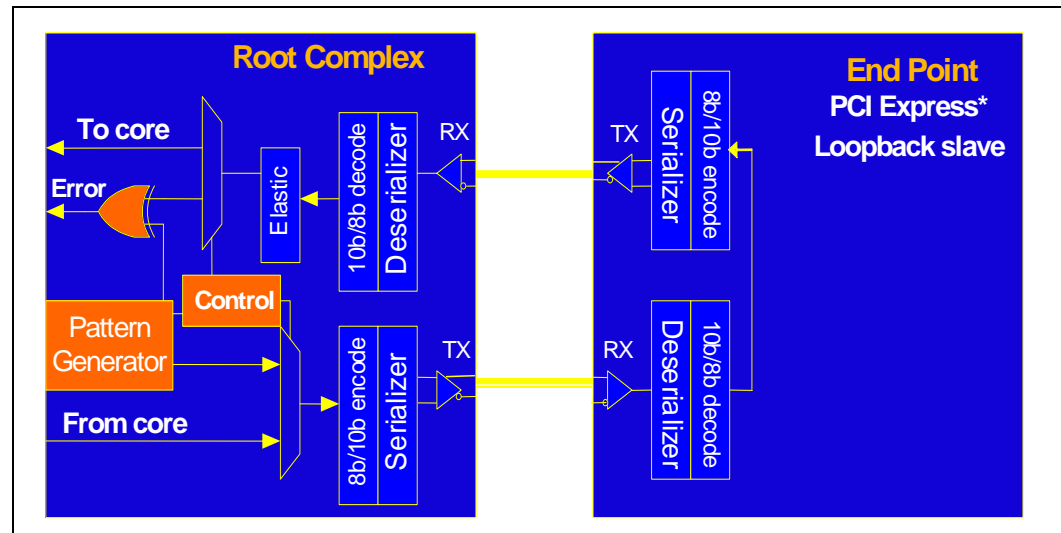 Root Complex
To core
Error
Elastic
10b/8b decode
Deserializer
RX
Control
Pattern
Generator
From core
8b/10b encode
Serializer
TX
End Point
PCI Express*
Loopback slave
TX
Serializer
8b/10b encode
RX
Deserializer
10b/8b decode